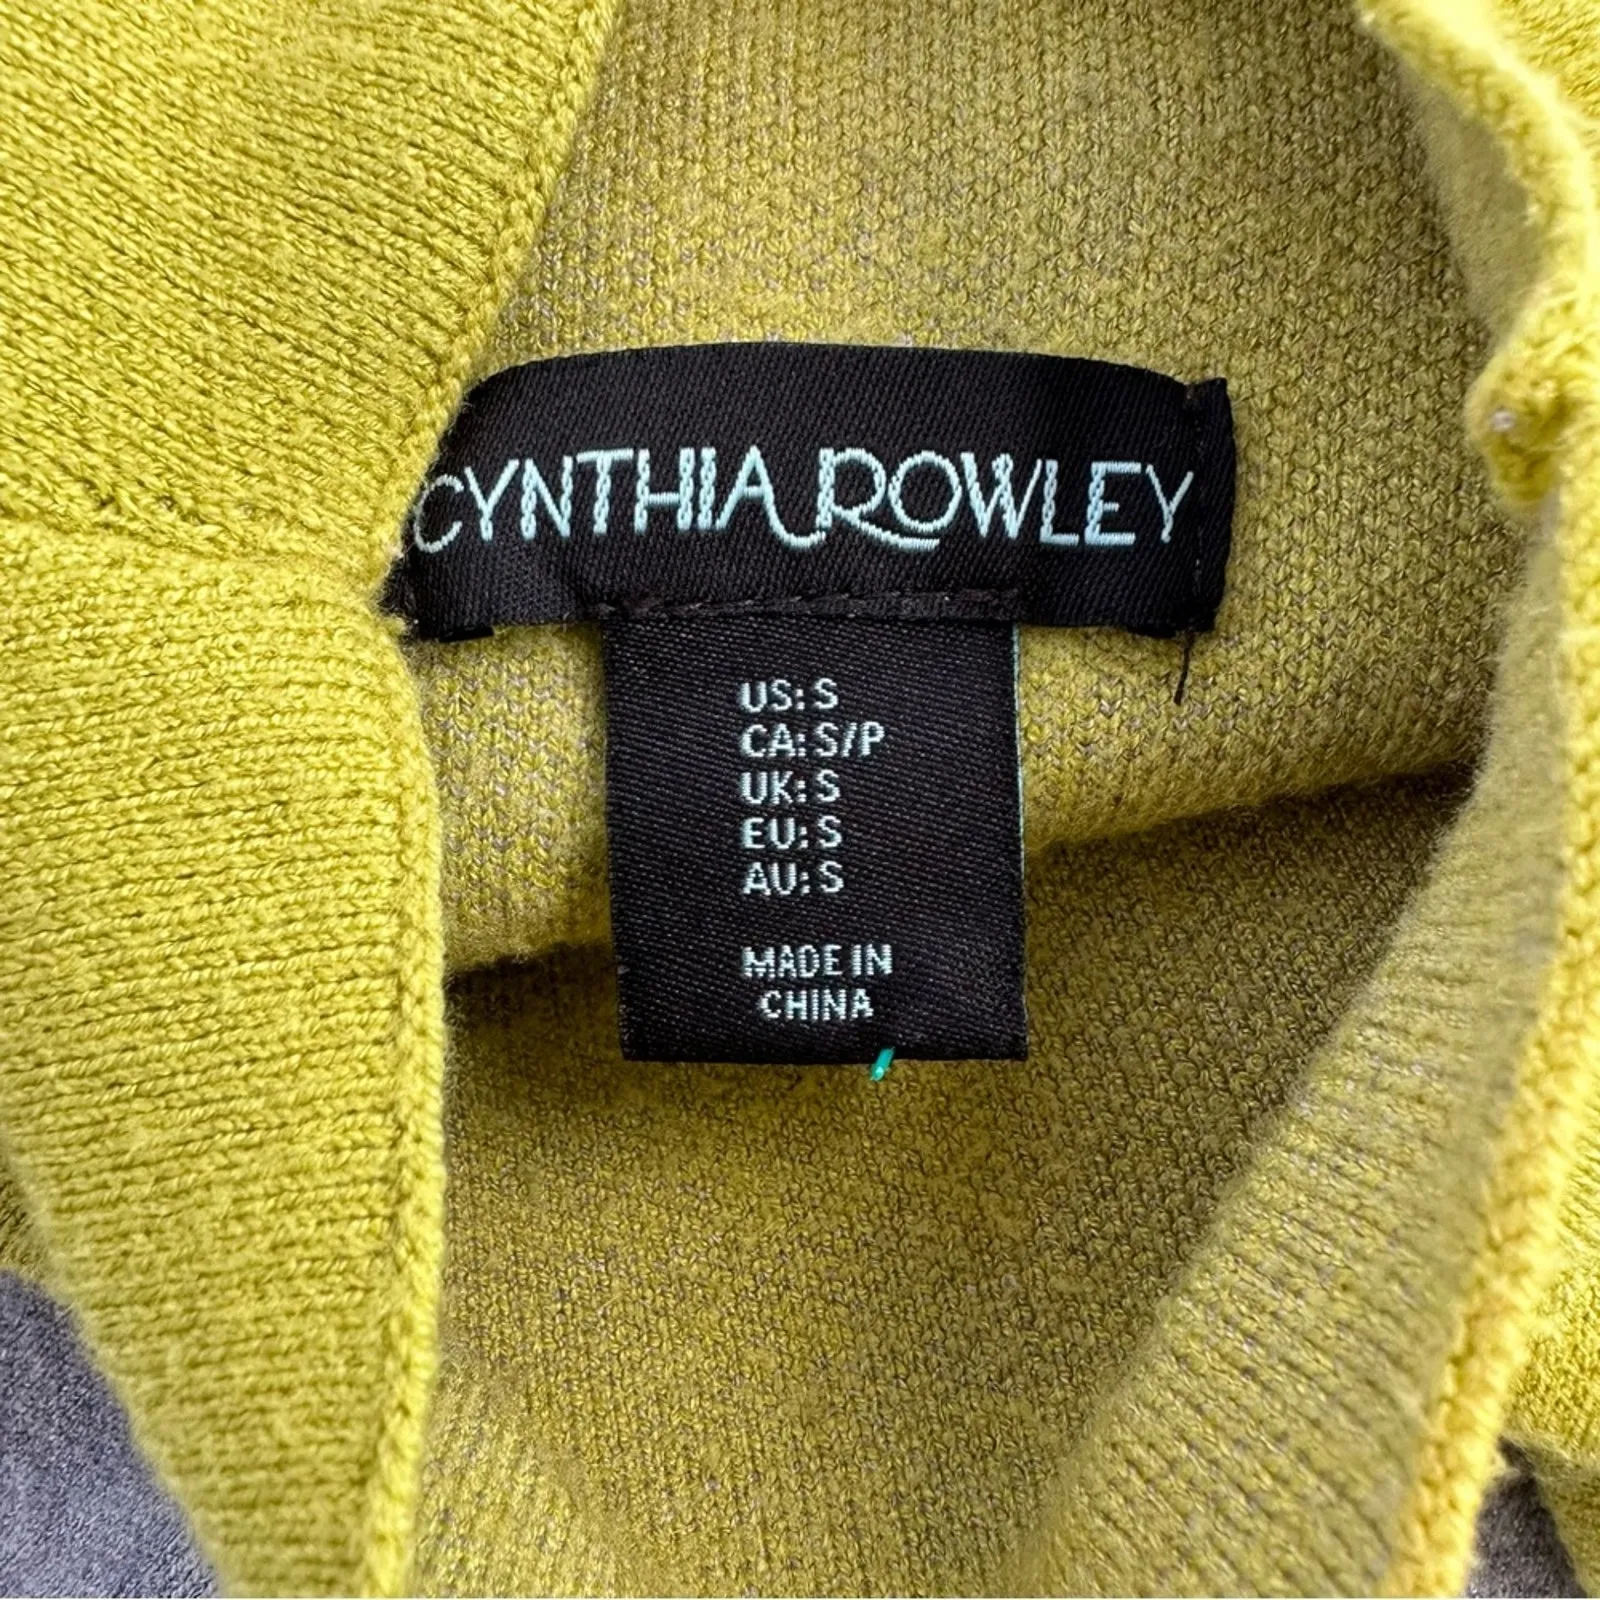 CYNTHIA ROWLEY
US: S
CA: S/P
UK: S
EU: S
AU: S
MADE IN
CHINA